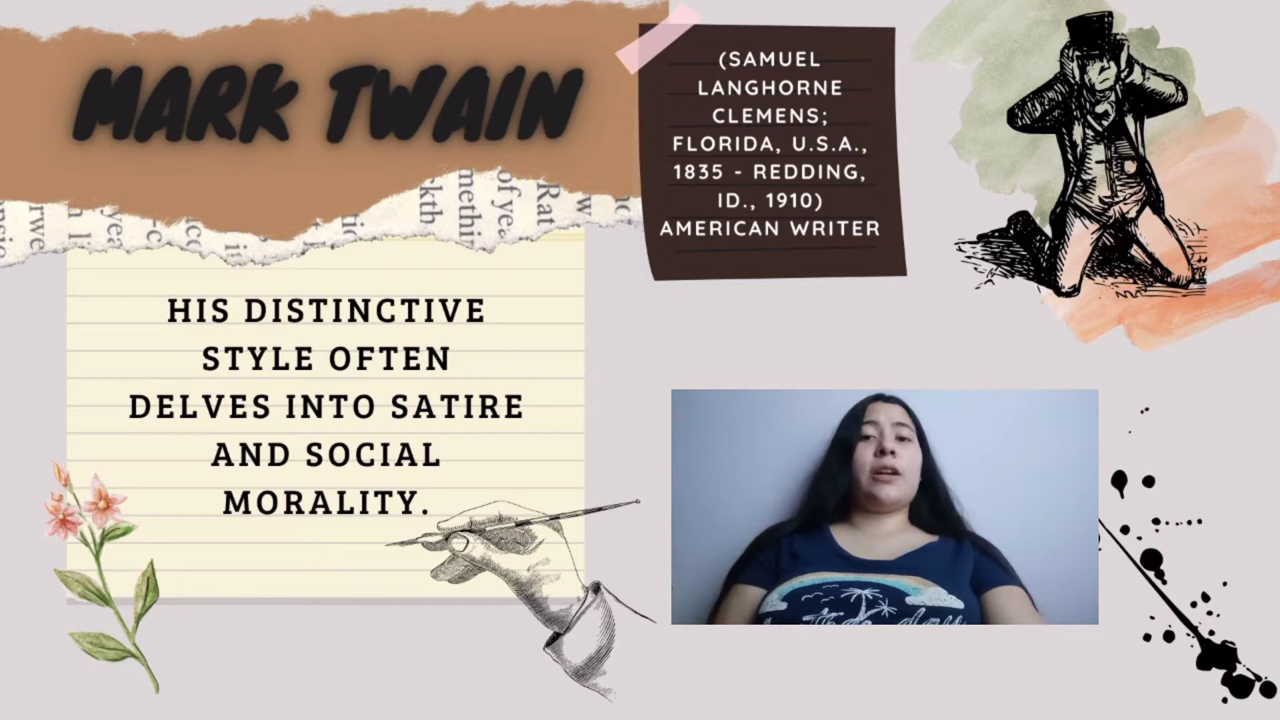 MARK TWAIN
(SAMUEL
LANGHORNE
CLEMENS;
FLORIDA, U.S.A.,
1835 - REDDING,
ID., 1910)
AMERICAN WRITER
HIS DISTINCTIVE
STYLE OFTEN
DELVES INTO SATIRE
AND SOCIAL
MORALITY.